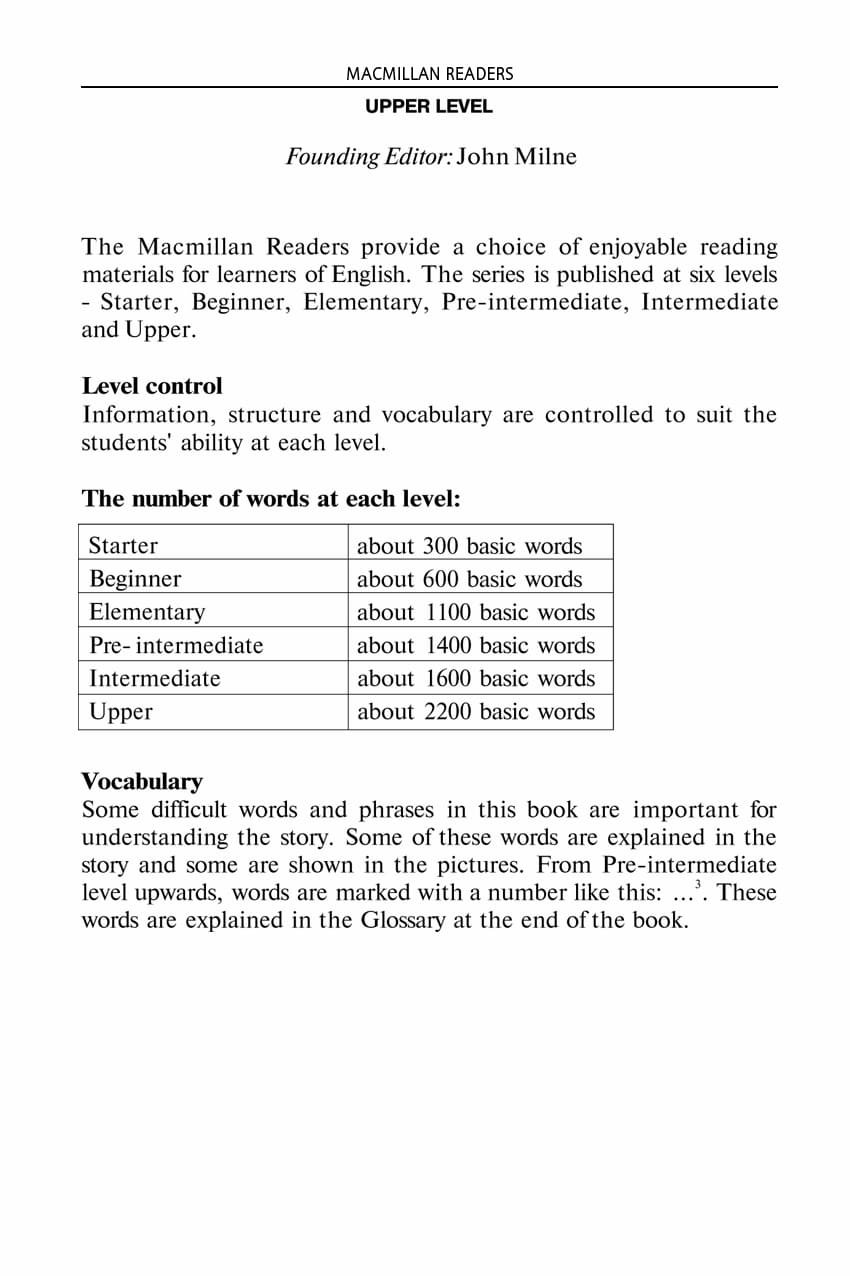 MACMILLAN READERS
UPPER LEVEL
Founding Editor: John Milne
The Macmillan Readers provide a choice of enjoyable reading
materials for learners of English. The series is published at six levels
- Starter, Beginner, Elementary, Pre-intermediate, Intermediate
and Upper.
Level control
Information, structure and vocabulary are controlled to suit the
students' ability at each level.
The number of words at each level:
Starter about 300 basic words
Beginner about 600 basic words
Elementary about 1100 basic words
Pre- intermediate about 1400 basic words
Intermediate about 1600 basic words
Upper about 2200 basic words
Vocabulary
Some difficult words and phrases in this book are important for
understanding the story. Some of these words are explained in the
story and some are shown in the pictures. From Pre-intermediate
level upwards, words are marked with a number like this: ...³. These
words are explained in the Glossary at the end of the book.